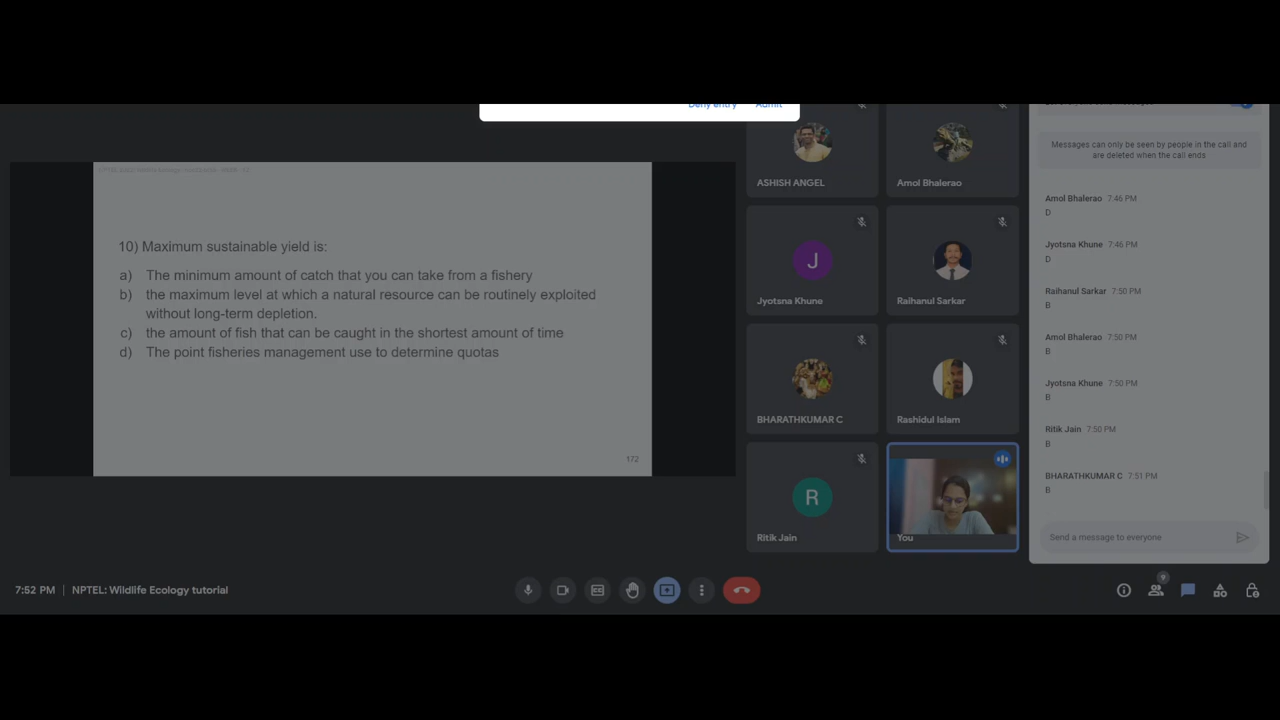 Deny entry Admit
10) Maximum sustainable yield is:
a) The minimum amount of catch that you can take from a fishery
b) the maximum level at which a natural resource can be routinely exploited
without long-term depletion.
c) the amount of fish that can be caught in the shortest amount of time
d) The point fisheries management use to determine quotas
172
ASHISH ANGEL
Amol Bhalerao
J
Jyotsna Khune
Raihanul Sarkar
BHARATHKUMAR C
Rashidul Islam
R
Ritik Jain
You
Messages can only be seen by people in the call and
are deleted when the call ends
Amol Bhalerao 7:46 PM
D
Jyotsna Khune 7:46 PM
D
Raihanul Sarkar 7:50 PM
B
Amol Bhalerao 7:50 PM
B
Jyotsna Khune 7:50 PM
B
Ritik Jain 7:50 PM
B
BHARATHKUMAR C 7:51 PM
B
Send a message to everyone
7:52 PM | NPTEL: Wildlife Ecology tutorial
9